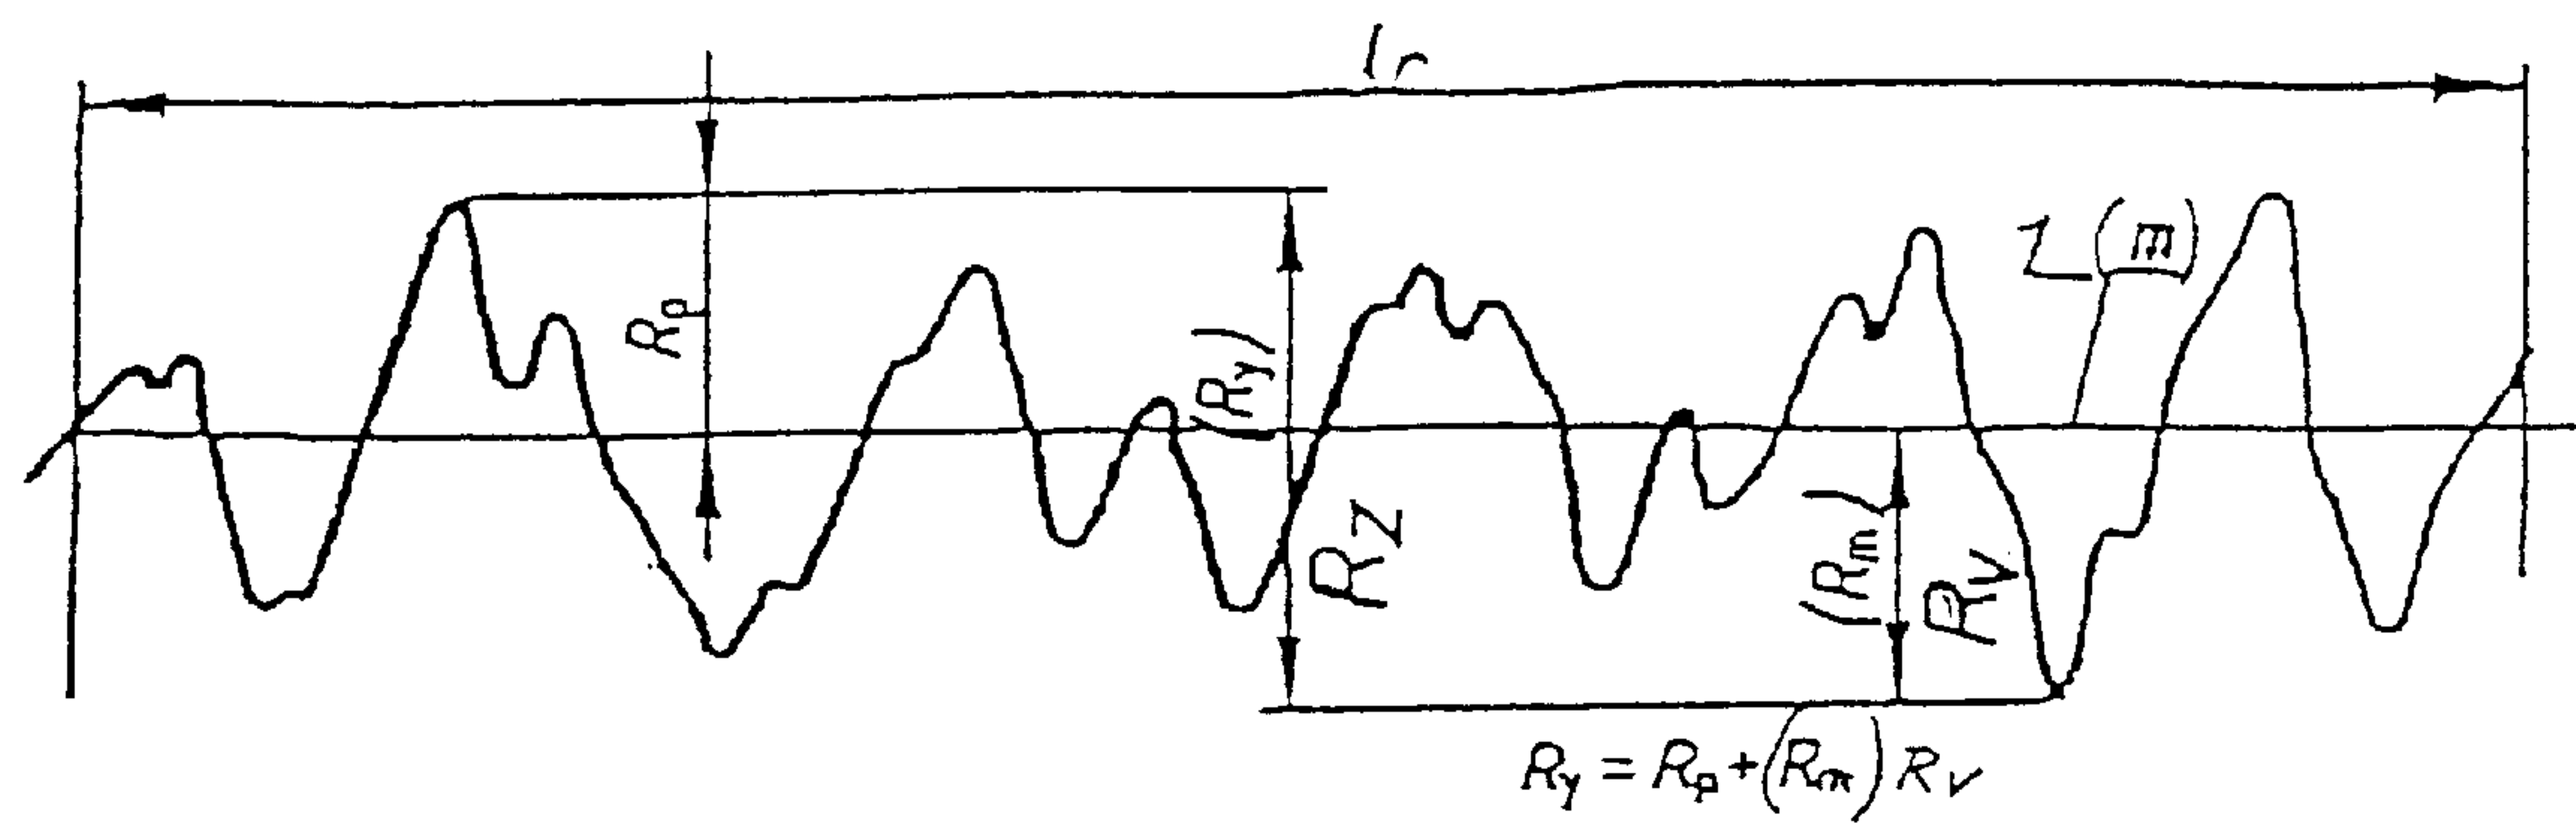 lr
Rp
(Ry)
Rz
(Rm)
Rv
Z (m)
Ry = Rp + (Rm) Rv